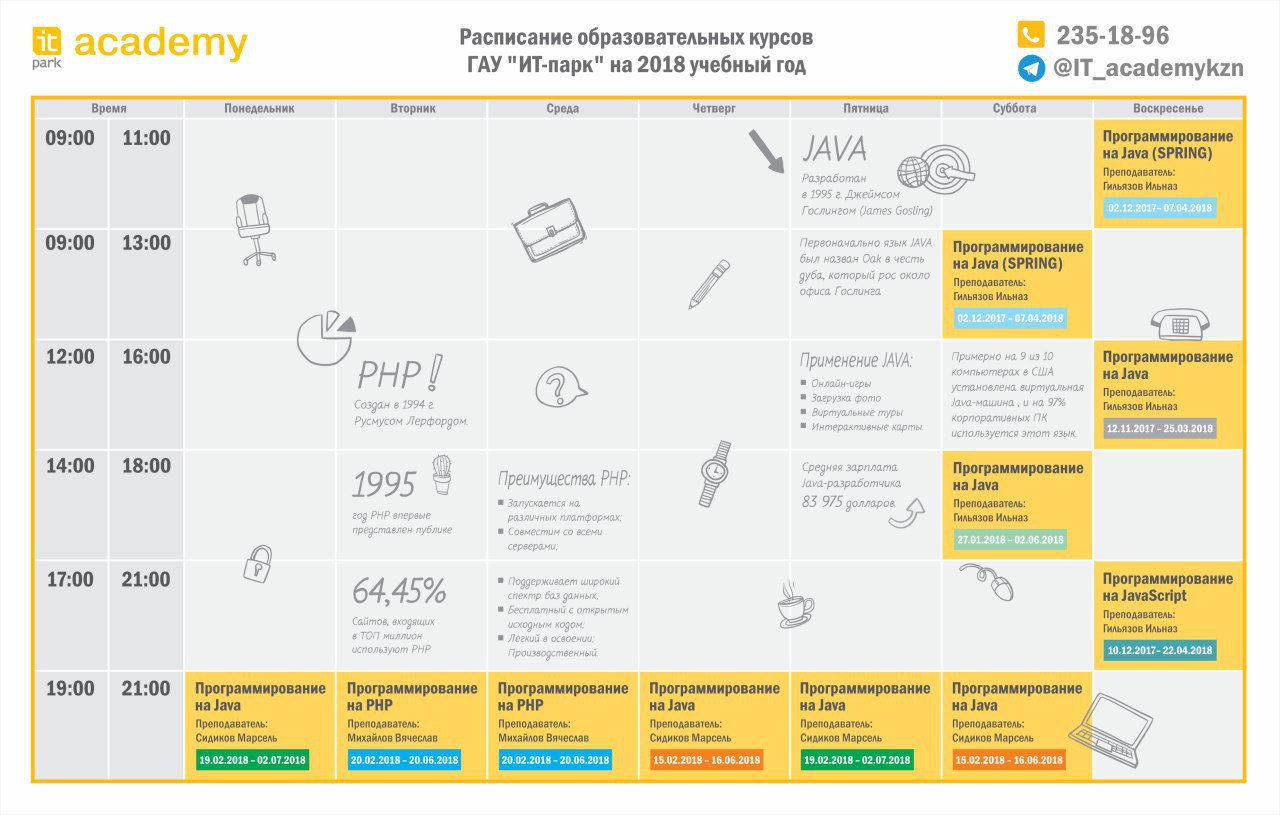 it
park
academy
Расписание образовательных курсов
ГАУ "ИТ-парк" на 2018 учебный год
235-18-96
@IT_academykzn
Время
Понедельник
Вторник
Среда
Четверг
Пятница
Суббота
Воскресенье
09:00
11:00
JAVA
Разработан
в 1995 г. Джеймсом
Гослингом (James Gosling)
Программирование
на Java (SPRING)
Преподаватель:
Гильязов Ильназ
02.12.2017– 07.04.2018
09:00
13:00
Первоначально язык JAVA
был назван Oak в честь
дуба, который рос около
офиса Гослинга
Программирование
на Java (SPRING)
Преподаватель:
Гильязов Ильназ
02.12.2017 – 07.04.2018
12:00
16:00
PHP!
Создан в 1994 г.
Русмусом Лерфордом.
?
Применение JAVA:
Онлайн-игры
Загрузка фото
Виртуальные туры
Интерактивные карты.
Примерно на 9 из 10
компьютерах в США
установлена виртуальная
Java-машина , и на 97%
корпоративных ПК
используется этот язык.
Программирование
на Java
Преподаватель:
Гильязов Ильназ
12.11.2017 – 25.03.2018
14:00
18:00
1995
год PHP впервые
представлен публике
Преимущества PHP:
Запускается на
различных платформах;
Совместим со всеми
серверами;
Средняя зарплата
Java-разработчика
83 975 долларов.
Программирование
на Java
Преподаватель:
Гильязов Ильназ
27.01.2018 – 02.06.2018
17:00
21:00
64,45%
Сайтов, входящих
в ТОП миллион
используют PHP
Поддерживает широкий
спектр баз данных;
Бесплатный с открытым
исходным кодом;
Легкий в освоении;
Производственный.
Программирование
на JavaScript
Преподаватель:
Гильязов Ильназ
10.12.2017– 22.04.2018
19:00
21:00
Программирование
на Java
Преподаватель:
Сидиков Марсель
19.02.2018 – 02.07.2018
Программирование
на PHP
Преподаватель:
Михайлов Вячеслав
20.02.2018 – 20.06.2018
Программирование
на PHP
Преподаватель:
Михайлов Вячеслав
20.02.2018 – 20.06.2018
Программирование
на Java
Преподаватель:
Сидиков Марсель
15.02.2018 – 16.06.2018
Программирование
на Java
Преподаватель:
Сидиков Марсель
19.02.2018 – 02.07.2018
Программирование
на Java
Преподаватель:
Сидиков Марсель
15.02.2018 – 16.06.2018